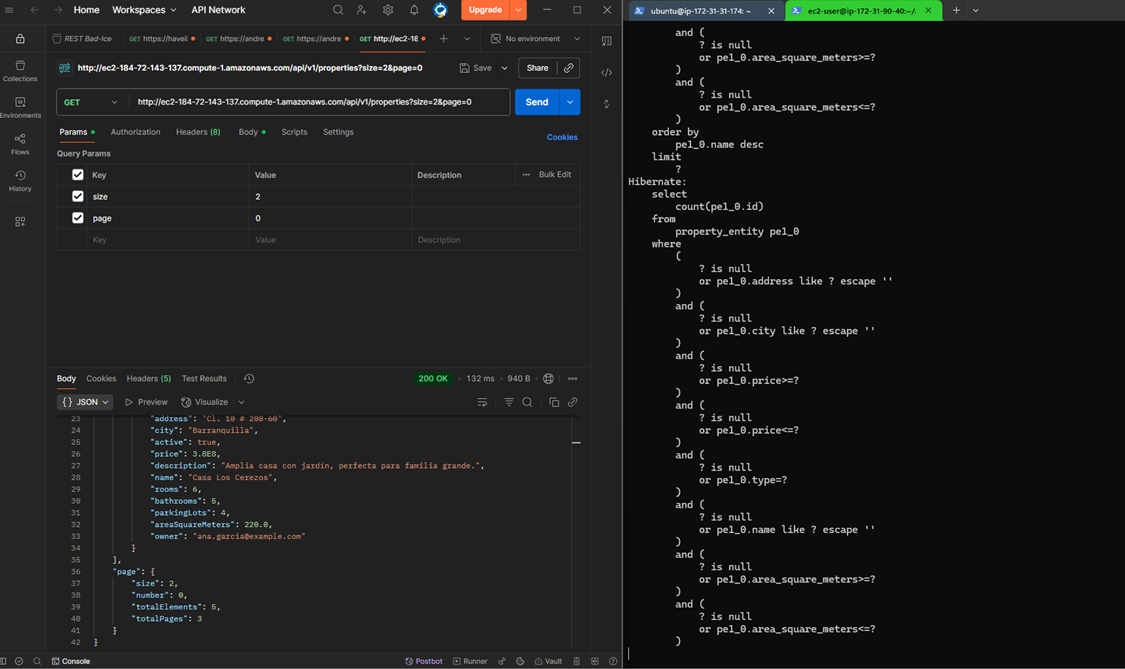 Home Workspaces API Network Upgrade
REST Bad-Ice GET https://haveil GET https://andre GET https://andre GET http://ec2-18 No environment
http://ec2-184-72-143-137.compute-1.amazonaws.com/api/v1/properties?size=2&page=0 Save Share
GET http://ec2-184-72-143-137.compute-1.amazonaws.com/api/v1/properties?size=2&page=0 Send
Params Authorization Headers (8) Body Scripts Settings Cookies
Query Params
Key Value Description Bulk Edit
size 2
page 0
Key Value Description
Collections
Environments
Flows
History
Body Cookies Headers (5) Test Results 200 OK 132 ms 940 B
{} JSON Preview Visualize
23 "address": "Cl. 10 # 200-60",
24 "city": "Barranquilla",
25 "active": true,
26 "price": 3.8E8,
27 "description": "Amplia casa con jardín, perfecta para familia grande.",
28 "name": "Casa Los Cerezos",
29 "rooms": 6,
30 "bathrooms": 5,
31 "parkingLots": 4,
32 "areaSquareMeters": 220.0,
33 "owner": "ana.garcia@example.com"
34 }
35 ],
36 "page": {
37 "size": 2,
38 "number": 0,
39 "totalElements": 5,
40 "totalPages": 3
41 }
42 }
Console Postbot Runner Vault
ubuntu@ip-172-31-31-174: ~ ec2-user@ip-172-31-90-40:~/.
and (
? is null
or pe1_0.area_square_meters>=?
)
and (
? is null
or pe1_0.area_square_meters<=?
)
order by
pe1_0.name desc
limit
?
Hibernate:
select
count(pe1_0.id)
from
property_entity pe1_0
where
(
? is null
or pe1_0.address like ? escape ''
)
and (
? is null
or pe1_0.city like ? escape ''
)
and (
? is null
or pe1_0.price>=?
)
and (
? is null
or pe1_0.price<=?
)
and (
? is null
or pe1_0.type=?
)
and (
? is null
or pe1_0.name like ? escape ''
)
and (
? is null
or pe1_0.area_square_meters>=?
)
and (
? is null
or pe1_0.area_square_meters<=?
)